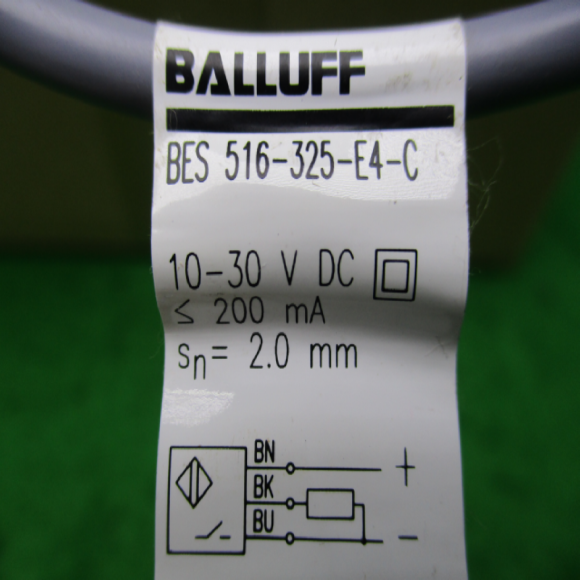 BALLUFF
BES 516-325-E4-C
10-30 V DC
≤ 200 mA
sn= 2.0 mm
BN +
BK
BU −